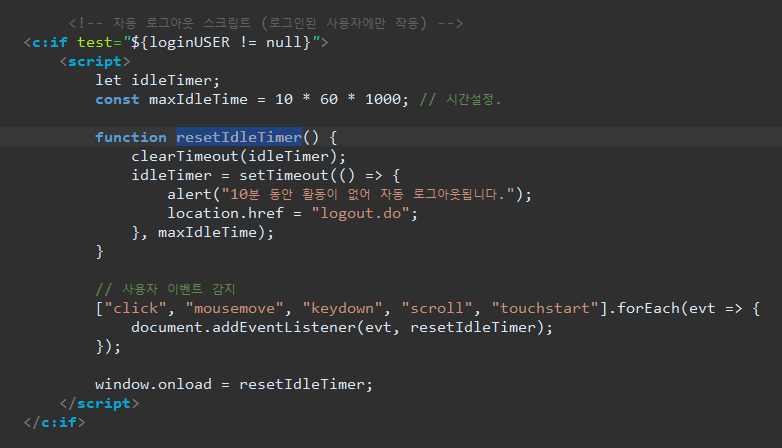 <!-- 자동 로그아웃 스크립트 (로그인된 사용자에만 작동) -->
<c:if test="${loginUSER != null}">
<script>
let idleTimer;
const maxIdleTime = 10 * 60 * 1000; // 시간설정.
function resetIdleTimer() {
clearTimeout(idleTimer);
idleTimer = setTimeout(() => {
alert("10분 동안 활동이 없어 자동 로그아웃됩니다.");
location.href = "logout.do";
}, maxIdleTime);
}
// 사용자 이벤트 감지
["click", "mousemove", "keydown", "scroll", "touchstart"].forEach(evt => {
document.addEventListener(evt, resetIdleTimer);
});
window.onload = resetIdleTimer;
</script>
</c:if>